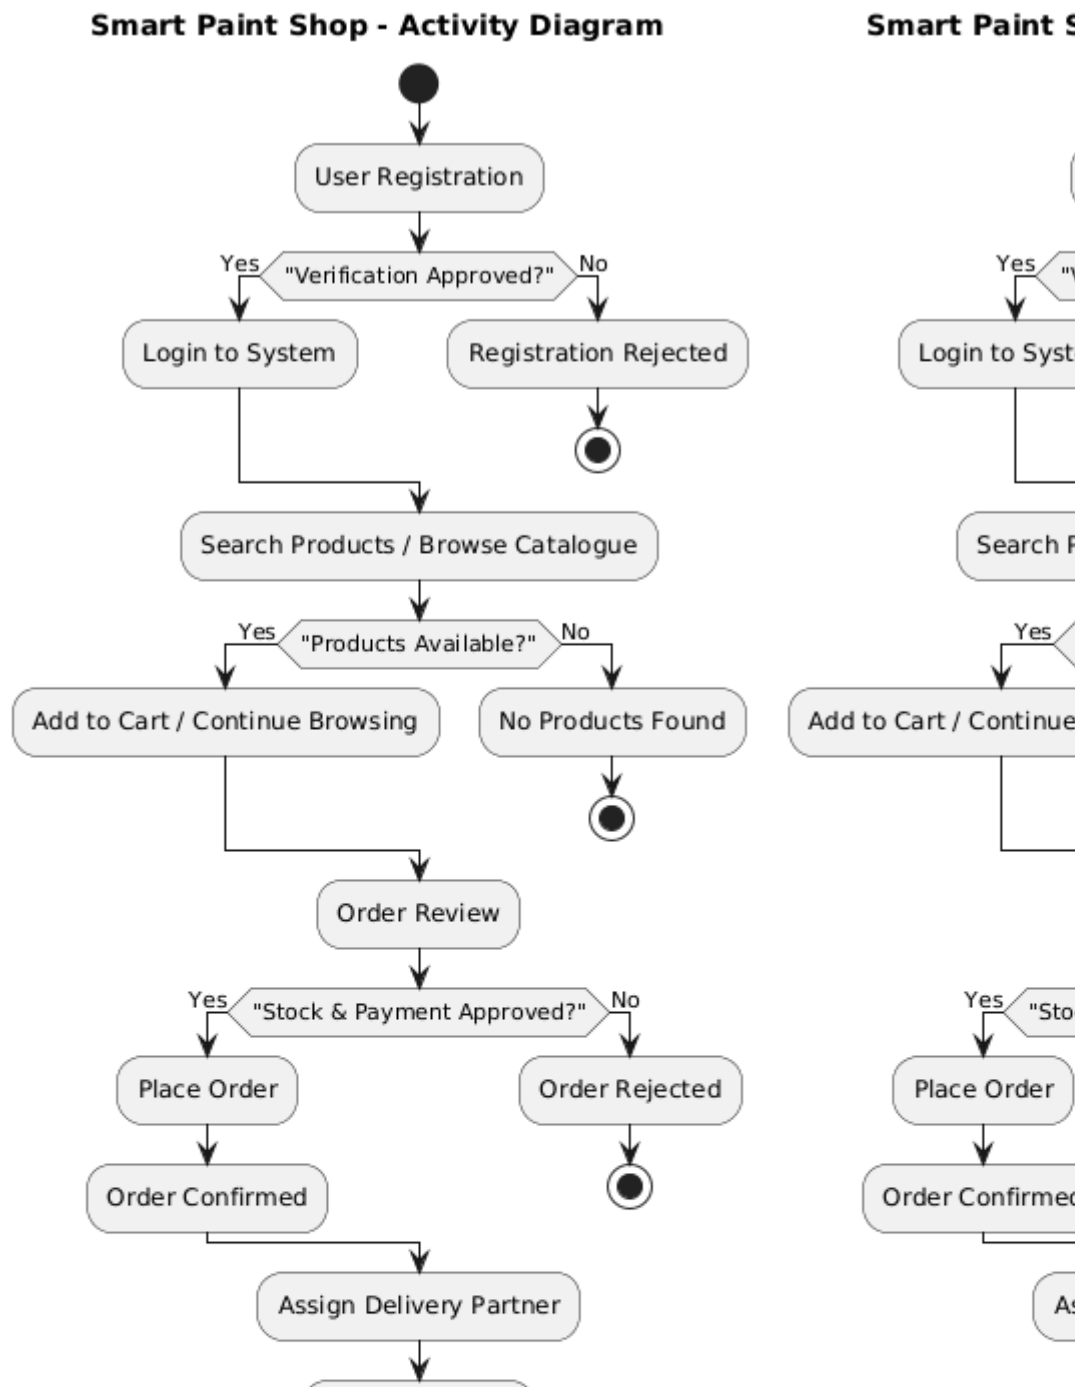 Smart Paint Shop - Activity Diagram
User Registration
Yes
"Verification Approved?"
No
Login to System
Registration Rejected
Search Products / Browse Catalogue
Yes
"Products Available?"
No
Add to Cart / Continue Browsing
No Products Found
Order Review
Yes
"Stock & Payment Approved?"
No
Place Order
Order Rejected
Order Confirmed
Assign Delivery Partner
Smart Paint
Yes
Login to
Search
Yes
Add to Cart / Continue
Yes
Place Order
Order Confirmed